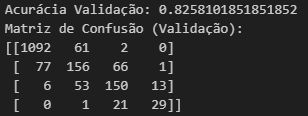 Acurácia Validação: 0.8258101851851852
Matriz de Confusão (Validação):
[[1092   61    2    0]
 [  77  156   66    1]
 [   6   53  150   13]
 [   0    1   21   29]]